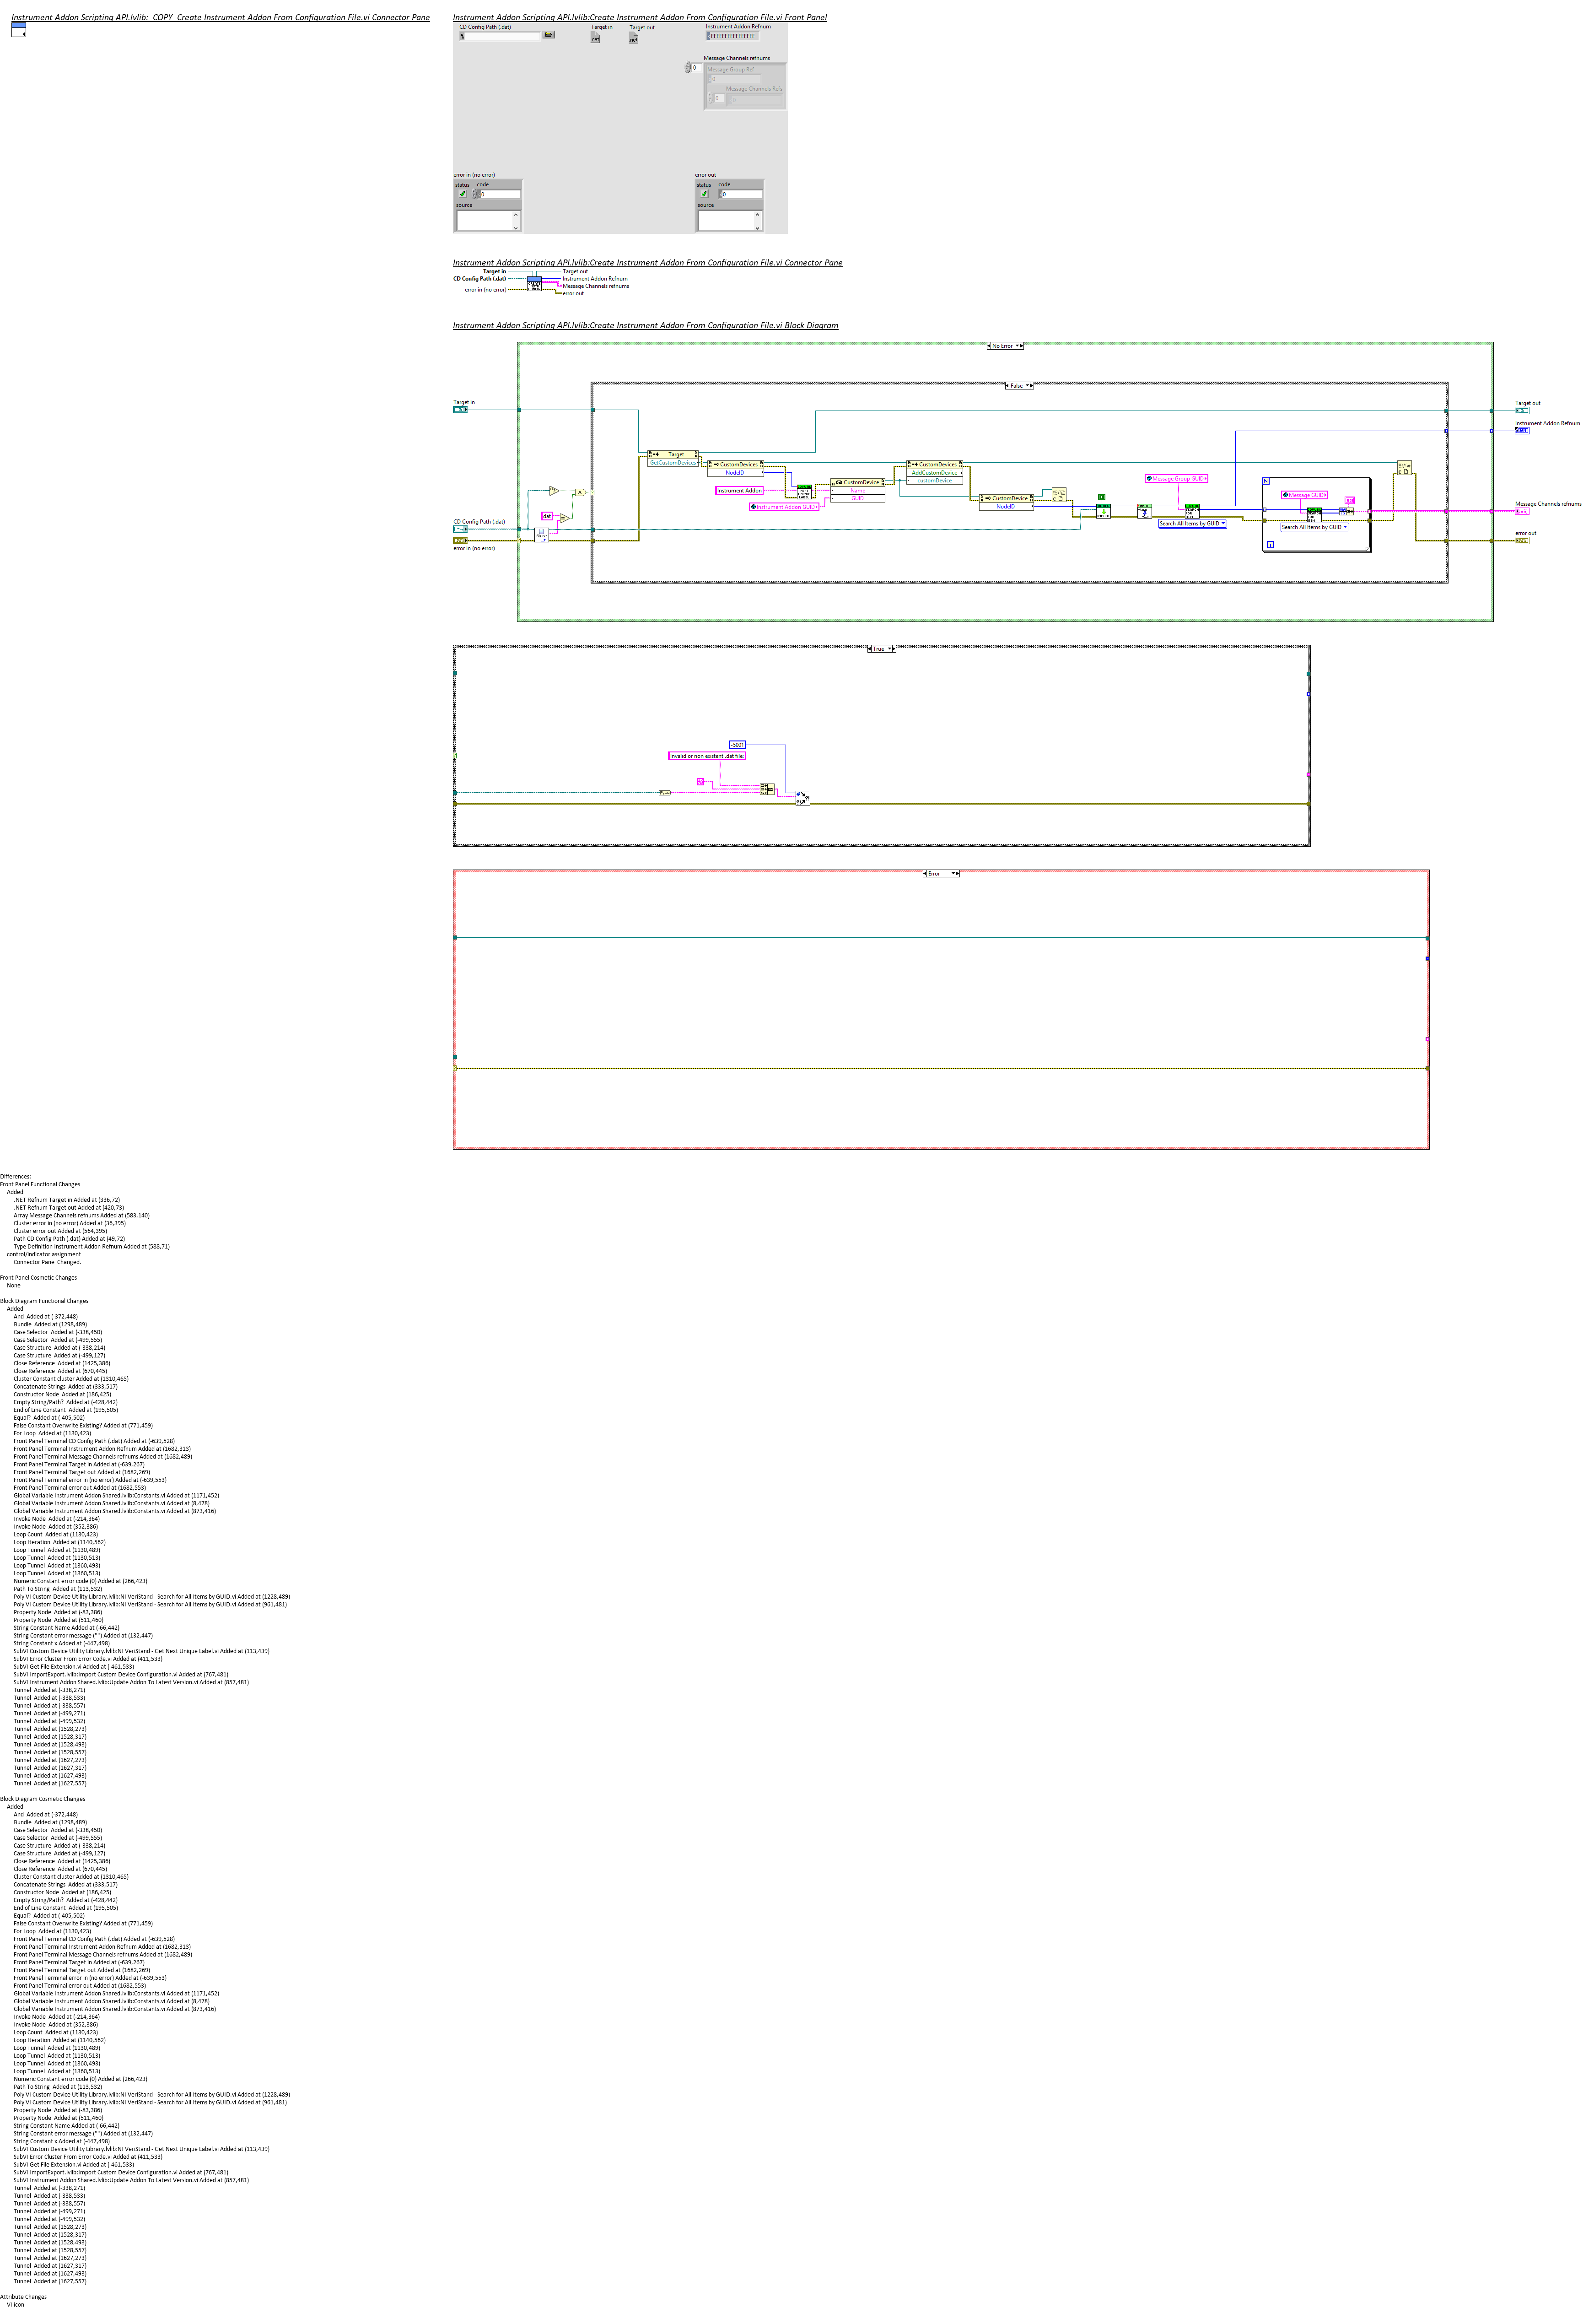 Instrument Addon Scripting API.lvlib:_COPY_Create Instrument Addon From Configuration File.vi Connector Pane
Instrument Addon Scripting API.lvlib:Create Instrument Addon From Configuration File.vi Front Panel
CD Config Path (.dat)
Target in
Target out
Instrument Addon Refnum
Message Channels refnums
0
Message Group Ref
0
Message Channels Refs
0
error in (no error)
status code
0
source
error out
status code
0
source
Instrument Addon Scripting API.lvlib:Create Instrument Addon From Configuration File.vi Connector Pane
Target in
Target out
CD Config Path (.dat)
Instrument Addon Refnum
Message Channels refnums
error in (no error)
error out
Instrument Addon Scripting API.lvlib:Create Instrument Addon From Configuration File.vi Block Diagram
No Error
False
Target in
Target out
Instrument Addon Refnum
Target
GetCustomDevices
CustomDevices
NodeID
CustomDevices
AddCustomDevice
customDevice
CustomDevice
Name
GUID
Instrument Addon
Instrument Addon GUID
CustomDevice
NodeID
Message Group GUID
Message GUID
Search All Items by GUID
Search All Items by GUID
Message Channels refnums
CD Config Path (.dat)
dat
error in (no error)
error out
True
-5001
Invalid or non existent .dat file:
Error
Differences:
Front Panel Functional Changes
Added
.NET Refnum Target in Added at (336,72)
.NET Refnum Target out Added at (420,73)
Array Message Channels refnums Added at (583,140)
Cluster error in (no error) Added at (36,395)
Cluster error out Added at (564,395)
Path CD Config Path (.dat) Added at (49,72)
Type Definition Instrument Addon Refnum Added at (588,71)
control/indicator assignment
Connector Pane  Changed.
Front Panel Cosmetic Changes
None
Block Diagram Functional Changes
Added
And  Added at (-372,448)
Bundle  Added at (1298,489)
Case Selector  Added at (-338,450)
Case Selector  Added at (-499,555)
Case Structure  Added at (-338,214)
Case Structure  Added at (-499,127)
Close Reference  Added at (1425,386)
Close Reference  Added at (670,445)
Cluster Constant cluster Added at (1310,465)
Concatenate Strings  Added at (333,517)
Constructor Node  Added at (186,425)
Empty String/Path?  Added at (-428,442)
End of Line Constant  Added at (195,505)
Equal?  Added at (-405,502)
False Constant Overwrite Existing? Added at (771,459)
For Loop  Added at (1130,423)
Front Panel Terminal CD Config Path (.dat) Added at (-639,528)
Front Panel Terminal Instrument Addon Refnum Added at (1682,313)
Front Panel Terminal Message Channels refnums Added at (1682,489)
Front Panel Terminal Target in Added at (-639,267)
Front Panel Terminal Target out Added at (1682,269)
Front Panel Terminal error in (no error) Added at (-639,553)
Front Panel Terminal error out Added at (1682,553)
Global Variable Instrument Addon Shared.lvlib:Constants.vi Added at (1171,452)
Global Variable Instrument Addon Shared.lvlib:Constants.vi Added at (8,478)
Global Variable Instrument Addon Shared.lvlib:Constants.vi Added at (873,416)
Invoke Node  Added at (-214,364)
Invoke Node  Added at (352,386)
Loop Count  Added at (1130,423)
Loop Iteration  Added at (1140,562)
Loop Tunnel  Added at (1130,489)
Loop Tunnel  Added at (1130,513)
Loop Tunnel  Added at (1360,493)
Loop Tunnel  Added at (1360,513)
Numeric Constant error code (0) Added at (266,423)
Path To String  Added at (113,532)
Poly VI Custom Device Utility Library.lvlib:NI VeriStand - Search for All Items by GUID.vi Added at (1228,489)
Poly VI Custom Device Utility Library.lvlib:NI VeriStand - Search for All Items by GUID.vi Added at (961,481)
Property Node  Added at (-83,386)
Property Node  Added at (511,460)
String Constant Name Added at (-66,442)
String Constant error message ("") Added at (132,447)
String Constant x Added at (-447,498)
SubVI Custom Device Utility Library.lvlib:NI VeriStand - Get Next Unique Label.vi Added at (113,439)
SubVI Error Cluster From Error Code.vi Added at (411,533)
SubVI Get File Extension.vi Added at (-461,533)
SubVI ImportExport.lvlib:Import Custom Device Configuration.vi Added at (767,481)
SubVI Instrument Addon Shared.lvlib:Update Addon To Latest Version.vi Added at (857,481)
Tunnel  Added at (-338,271)
Tunnel  Added at (-338,533)
Tunnel  Added at (-338,557)
Tunnel  Added at (-499,271)
Tunnel  Added at (-499,532)
Tunnel  Added at (1528,273)
Tunnel  Added at (1528,317)
Tunnel  Added at (1528,493)
Tunnel  Added at (1528,557)
Tunnel  Added at (1627,273)
Tunnel  Added at (1627,317)
Tunnel  Added at (1627,493)
Tunnel  Added at (1627,557)
Block Diagram Cosmetic Changes
Added
And  Added at (-372,448)
Bundle  Added at (1298,489)
Case Selector  Added at (-338,450)
Case Selector  Added at (-499,555)
Case Structure  Added at (-338,214)
Case Structure  Added at (-499,127)
Close Reference  Added at (1425,386)
Close Reference  Added at (670,445)
Cluster Constant cluster Added at (1310,465)
Concatenate Strings  Added at (333,517)
Constructor Node  Added at (186,425)
Empty String/Path?  Added at (-428,442)
End of Line Constant  Added at (195,505)
Equal?  Added at (-405,502)
False Constant Overwrite Existing? Added at (771,459)
For Loop  Added at (1130,423)
Front Panel Terminal CD Config Path (.dat) Added at (-639,528)
Front Panel Terminal Instrument Addon Refnum Added at (1682,313)
Front Panel Terminal Message Channels refnums Added at (1682,489)
Front Panel Terminal Target in Added at (-639,267)
Front Panel Terminal Target out Added at (1682,269)
Front Panel Terminal error in (no error) Added at (-639,553)
Front Panel Terminal error out Added at (1682,553)
Global Variable Instrument Addon Shared.lvlib:Constants.vi Added at (1171,452)
Global Variable Instrument Addon Shared.lvlib:Constants.vi Added at (8,478)
Global Variable Instrument Addon Shared.lvlib:Constants.vi Added at (873,416)
Invoke Node  Added at (-214,364)
Invoke Node  Added at (352,386)
Loop Count  Added at (1130,423)
Loop Iteration  Added at (1140,562)
Loop Tunnel  Added at (1130,489)
Loop Tunnel  Added at (1130,513)
Loop Tunnel  Added at (1360,493)
Loop Tunnel  Added at (1360,513)
Numeric Constant error code (0) Added at (266,423)
Path To String  Added at (113,532)
Poly VI Custom Device Utility Library.lvlib:NI VeriStand - Search for All Items by GUID.vi Added at (1228,489)
Poly VI Custom Device Utility Library.lvlib:NI VeriStand - Search for All Items by GUID.vi Added at (961,481)
Property Node  Added at (-83,386)
Property Node  Added at (511,460)
String Constant Name Added at (-66,442)
String Constant error message ("") Added at (132,447)
String Constant x Added at (-447,498)
SubVI Custom Device Utility Library.lvlib:NI VeriStand - Get Next Unique Label.vi Added at (113,439)
SubVI Error Cluster From Error Code.vi Added at (411,533)
SubVI Get File Extension.vi Added at (-461,533)
SubVI ImportExport.lvlib:Import Custom Device Configuration.vi Added at (767,481)
SubVI Instrument Addon Shared.lvlib:Update Addon To Latest Version.vi Added at (857,481)
Tunnel  Added at (-338,271)
Tunnel  Added at (-338,533)
Tunnel  Added at (-338,557)
Tunnel  Added at (-499,271)
Tunnel  Added at (-499,532)
Tunnel  Added at (1528,273)
Tunnel  Added at (1528,317)
Tunnel  Added at (1528,493)
Tunnel  Added at (1528,557)
Tunnel  Added at (1627,273)
Tunnel  Added at (1627,317)
Tunnel  Added at (1627,493)
Tunnel  Added at (1627,557)
Attribute Changes
VI icon